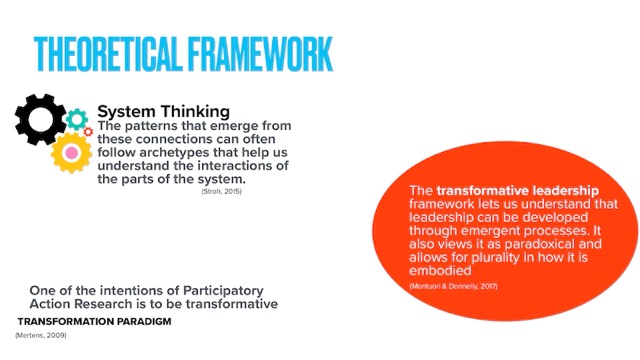 THEORETICAL FRAMEWORK
System Thinking
The patterns that emerge from
these connections can often
follow archetypes that help us
understand the interactions of
the parts of the system.
(Stroh, 2015)
The transformative leadership
framework lets us understand that
leadership can be developed
through emergent processes. It
also views it as paradoxical and
allows for plurality in how it is
embodied
(Montuori & Donnelly, 2017)
One of the intentions of Participatory
Action Research is to be transformative
TRANSFORMATION PARADIGM
(Mertens, 2009)